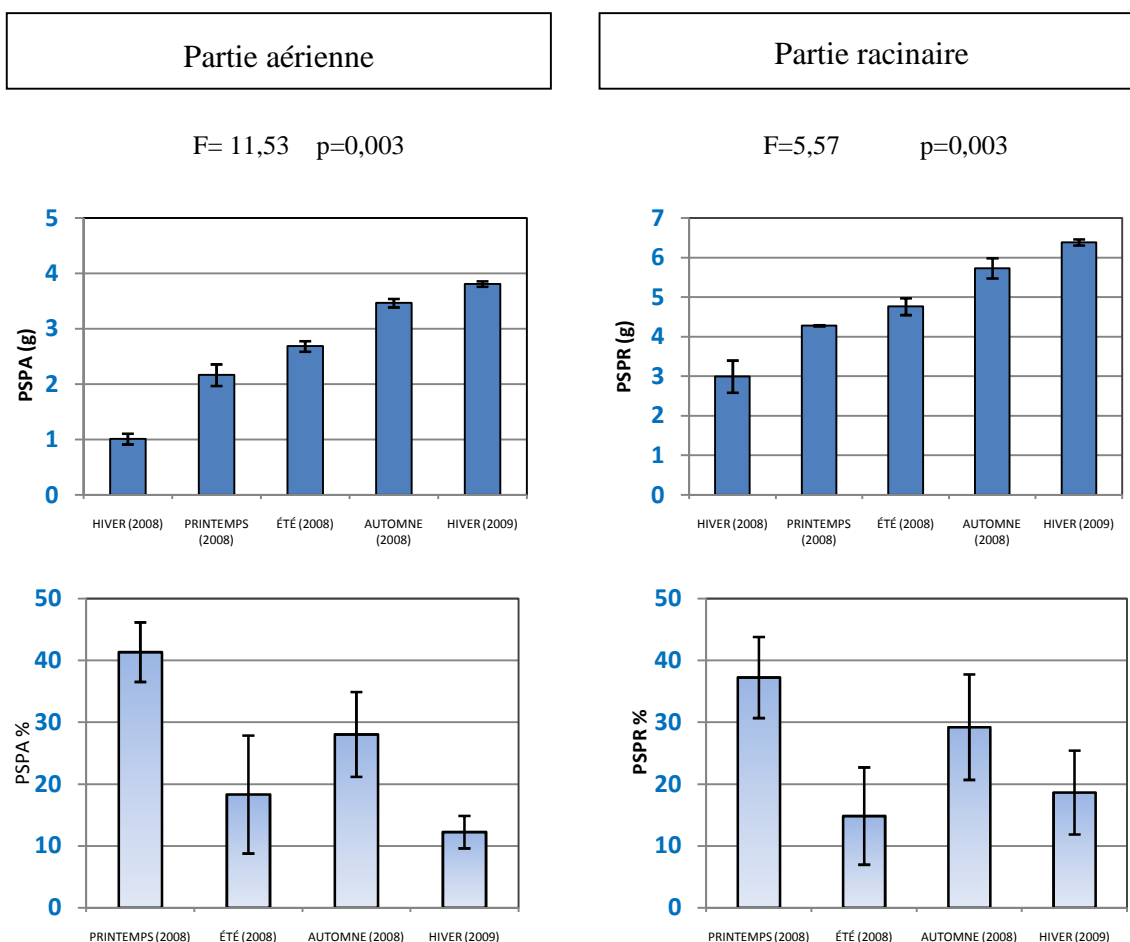 Partie aérienne
Partie racinaire
F= 11,53 p=0,003
F=5,57 p=0,003
PSPA (g)
5
4
3
2
1
0
HIVER (2008) PRINTEMPS (2008) ÉTÉ (2008) AUTOMNE (2008) HIVER (2009)
PSPR (g)
7
6
5
4
3
2
1
0
HIVER (2008) PRINTEMPS (2008) ÉTÉ (2008) AUTOMNE (2008) HIVER (2009)
PSPA %
50
40
30
20
10
0
PRINTEMPS (2008) ÉTÉ (2008) AUTOMNE (2008) HIVER (2009)
PSPR %
50
40
30
20
10
0
PRINTEMPS (2008) ÉTÉ (2008) AUTOMNE (2008) HIVER (2009)